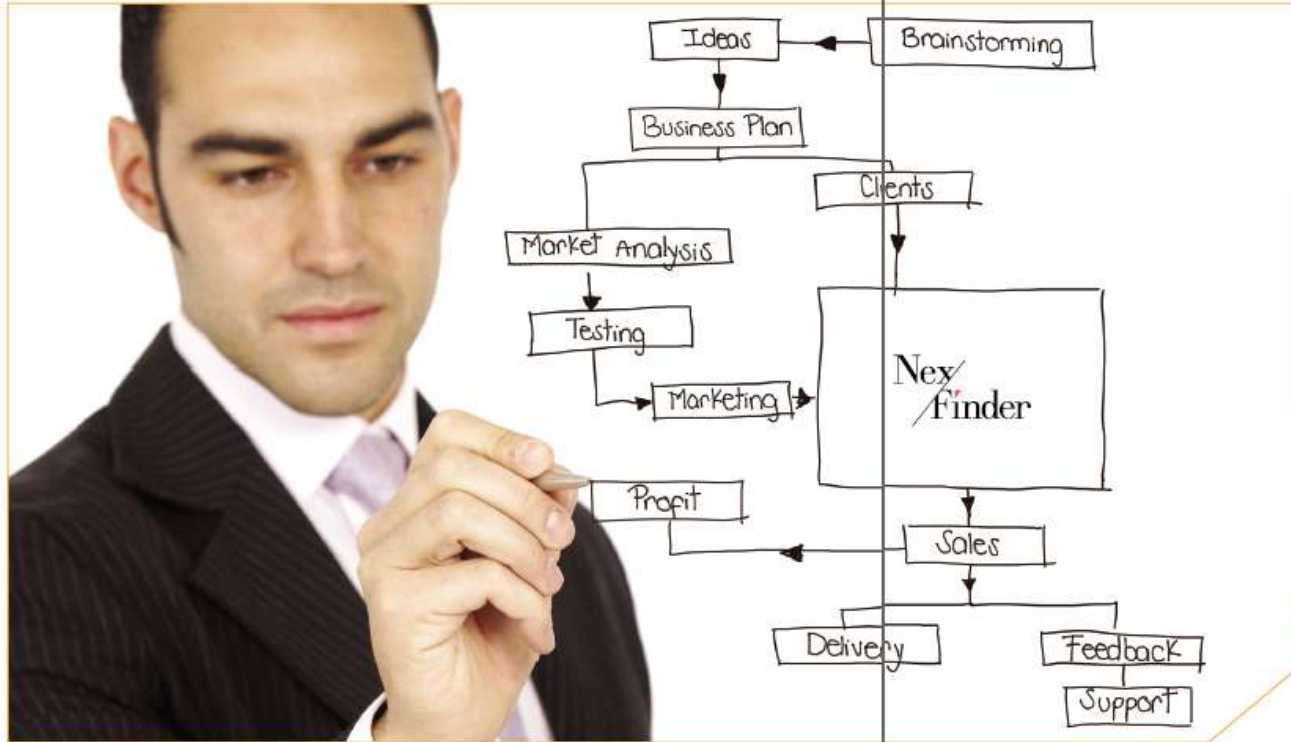 Ideas
Brainstorming
Business Plan
Clients
Market Analysis
Testing
Marketing
Nex
Finder
Profit
Sales
Delivery
Feedback
Support